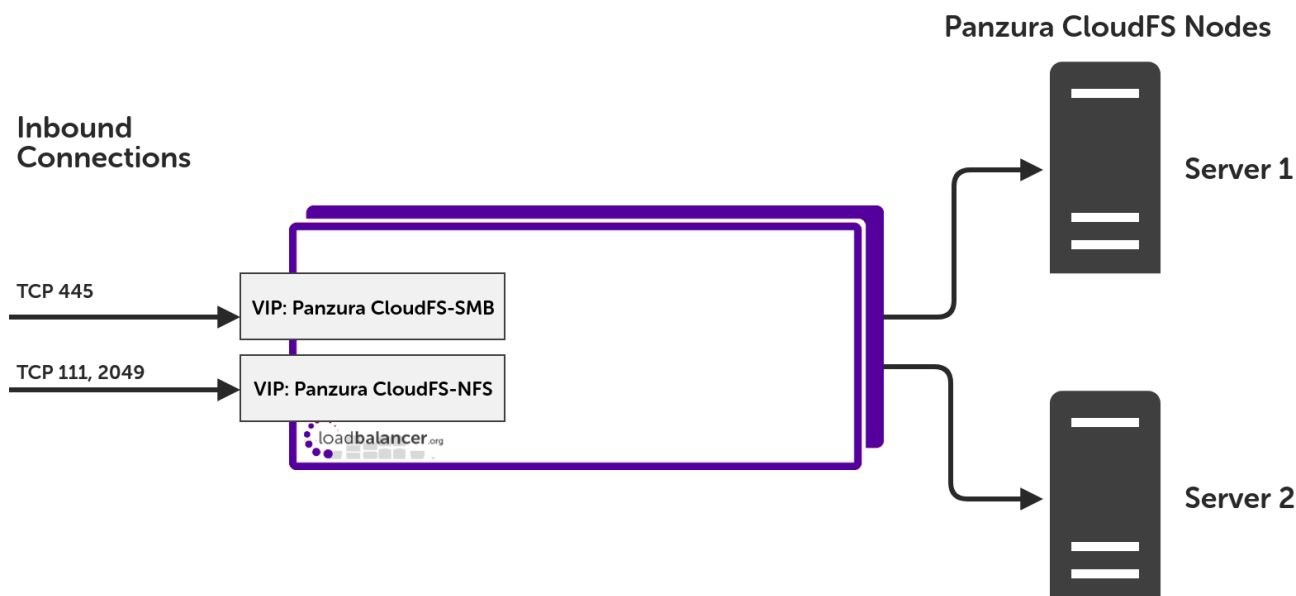 Panzura CloudFS Nodes
Inbound
Connections
Server 1
TCP 445
VIP: Panzura CloudFS-SMB
TCP 111, 2049
VIP: Panzura CloudFS-NFS
loadbalancer.org
Server 2